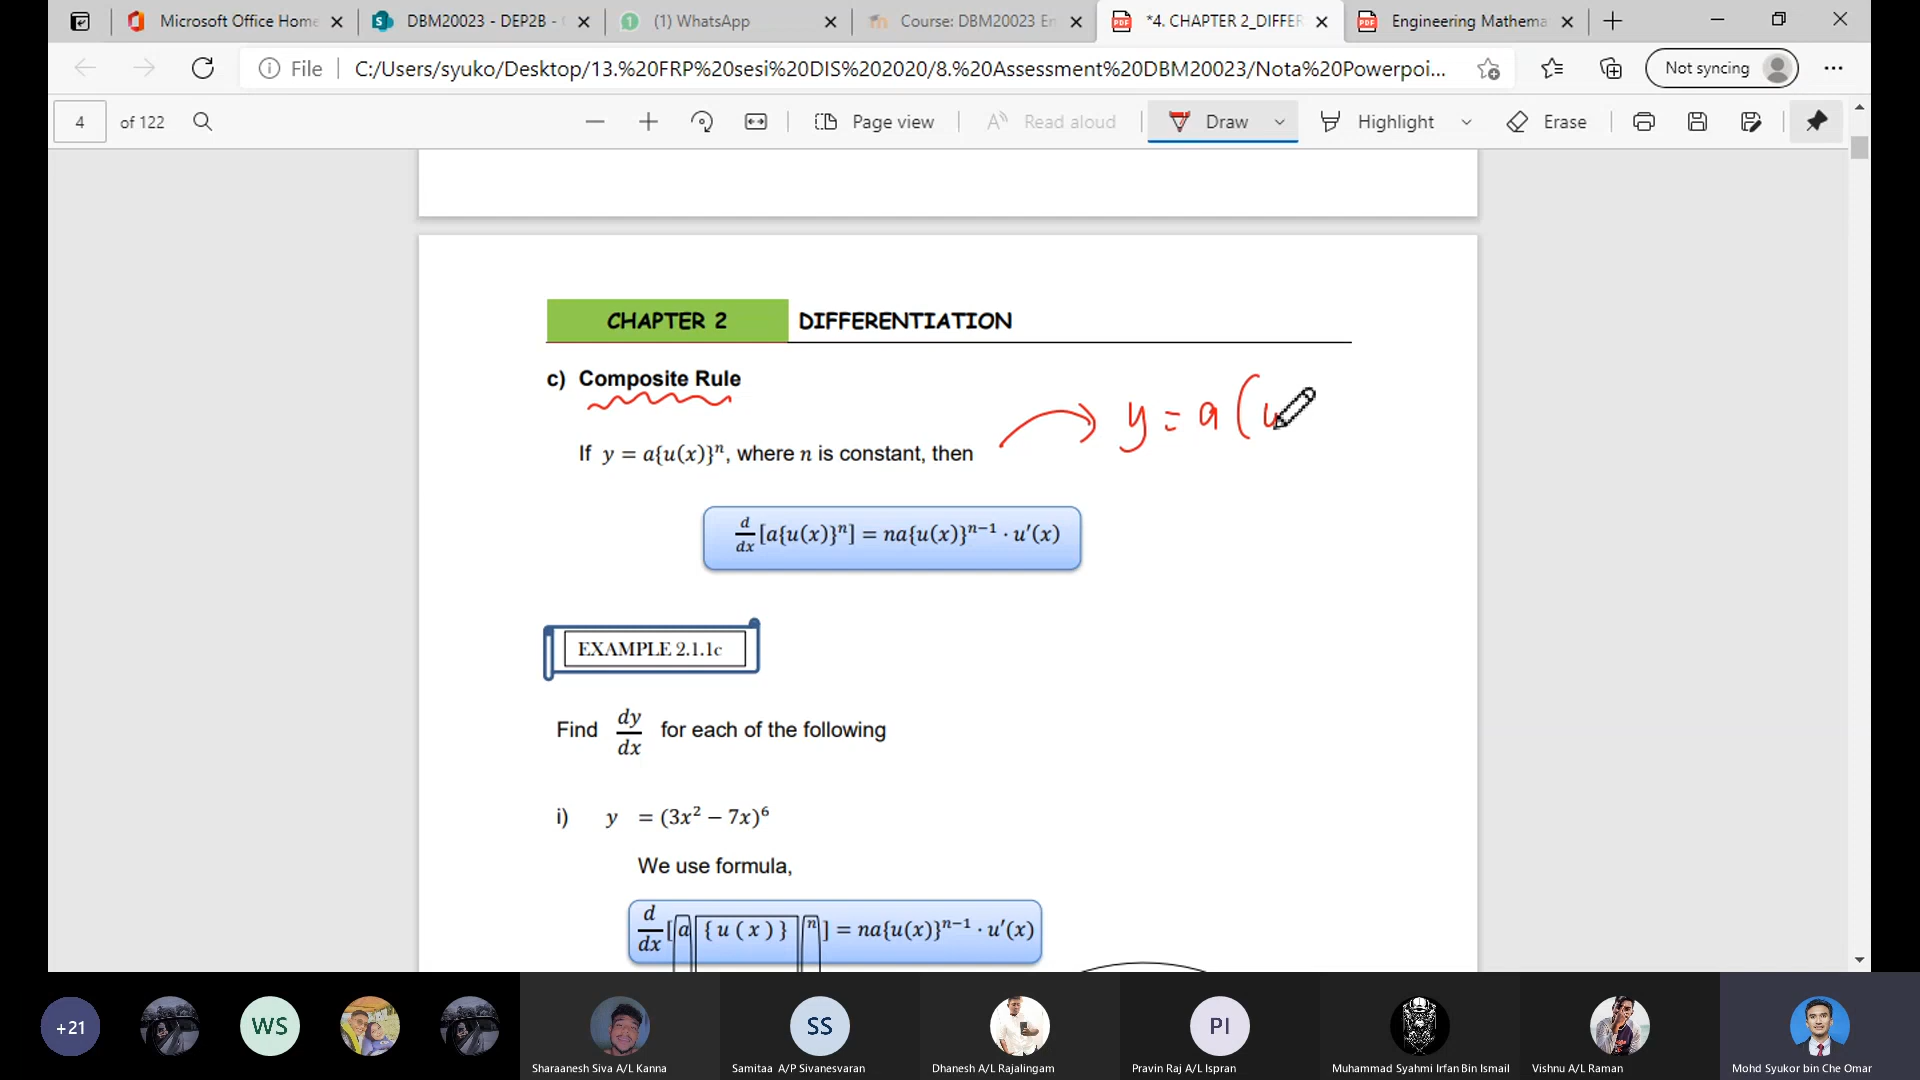 Microsoft Office Home
DBM20023 - DEP2B -
(1) WhatsApp
Course: DBM20023 En
*4. CHAPTER 2_DIFFER
Engineering Mathema
File
C:/Users/syuko/Desktop/13.%20FRP%20sesi%20DIS%202020/8.%20Assessment%20DBM20023/Nota%20Powerpoi...
Not syncing
4 of 122
Page view
Read aloud
Draw
Highlight
Erase
CHAPTER 2 DIFFERENTIATION
c) Composite Rule
y = a (u
If y = a{u(x)}ⁿ, where n is constant, then
d/dx [a{u(x)}ⁿ] = na{u(x)}ⁿ⁻¹ · u′(x)
EXAMPLE 2.1.1c
Find dy/dx for each of the following
i) y = (3x² − 7x)⁶
We use formula,
d/dx [a{u(x)}ⁿ] = na{u(x)}ⁿ⁻¹ · u′(x)
+21
WS
SS
PI
Sharaanesh Siva A/L Kanna
Samitaa A/P Sivanesvaran
Dhanesh A/L Rajalingam
Pravin Raj A/L Ispran
Muhammad Syahmi Irfan Bin Ismail
Vishnu A/L Raman
Mohd Syukor bin Che Omar